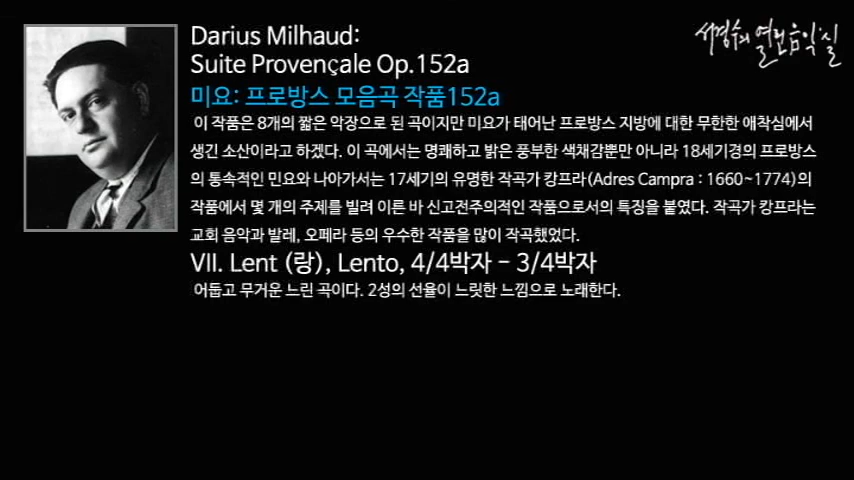 Darius Milhaud:
서경수의 열린음악실
Suite Provençale Op.152a
미요: 프로방스 모음곡 작품152a
이 작품은 8개의 짧은 악장으로 된 곡이지만 미요가 태어난 프로방스 지방에 대한 무한한 애착심에서
생긴 소산이라고 하겠다. 이 곡에서는 명쾌하고 밝은 풍부한 색채감뿐만 아니라 18세기경의 프로방스
의 통속적인 민요와 나아가서는 17세기의 유명한 작곡가 캉프라(Adres Campra : 1660~1774)의
작품에서 몇 개의 주제를 빌려 이른 바 신고전주의적인 작품으로서의 특징을 붙였다. 작곡가 캉프라는
교회 음악과 발레, 오페라 등의 우수한 작품을 많이 작곡했었다.
VII. Lent (랑), Lento, 4/4박자 - 3/4박자
어둡고 무거운 느린 곡이다. 2성의 선율이 느릿한 느낌으로 노래한다.